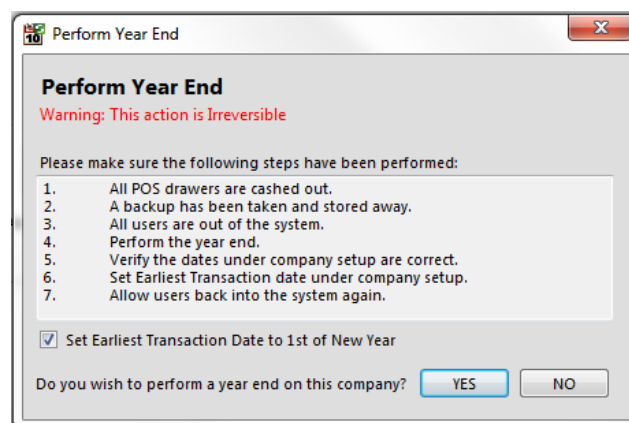 Perform Year End
Perform Year End
Warning: This action is Irreversible
Please make sure the following steps have been performed:
1. All POS drawers are cashed out.
2. A backup has been taken and stored away.
3. All users are out of the system.
4. Perform the year end.
5. Verify the dates under company setup are correct.
6. Set Earliest Transaction date under company setup.
7. Allow users back into the system again.
Set Earliest Transaction Date to 1st of New Year
Do you wish to perform a year end on this company? YES NO